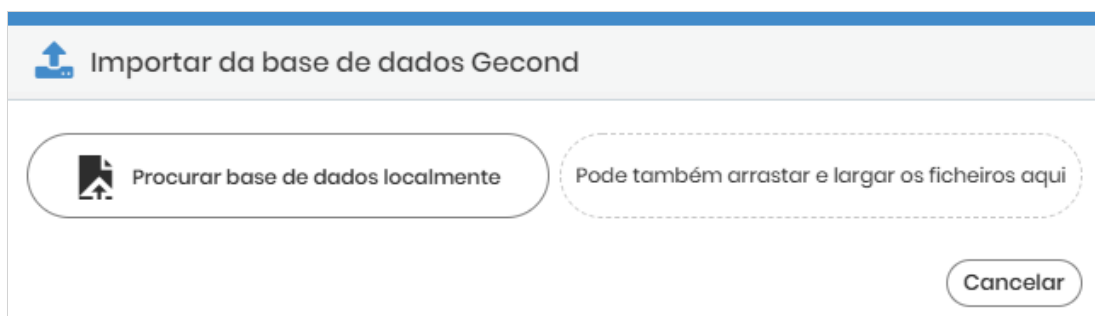 Importar da base de dados Gecond
Procurar base de dados localmente
Pode também arrastar e largar os ficheiros aqui
Cancelar